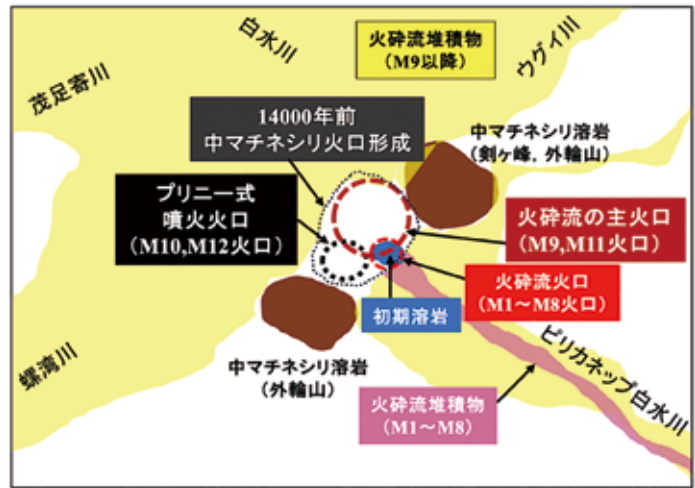 白水川
火砕流堆積物
（M9以降）
ウグイ川
茂足寄川
14000年前
中マチネシリ火口形成
中マチネシリ溶岩
（剣ヶ峰，外輪山）
プリニー式
噴火火口
（M10,M12火口）
火砕流の主火口
（M9,M11火口）
火砕流火口
（M1～M8火口）
初期溶岩
螺湾川
中マチネシリ溶岩
（外輪山）
ピリカネップ白水川
火砕流堆積物
（M1～M8）